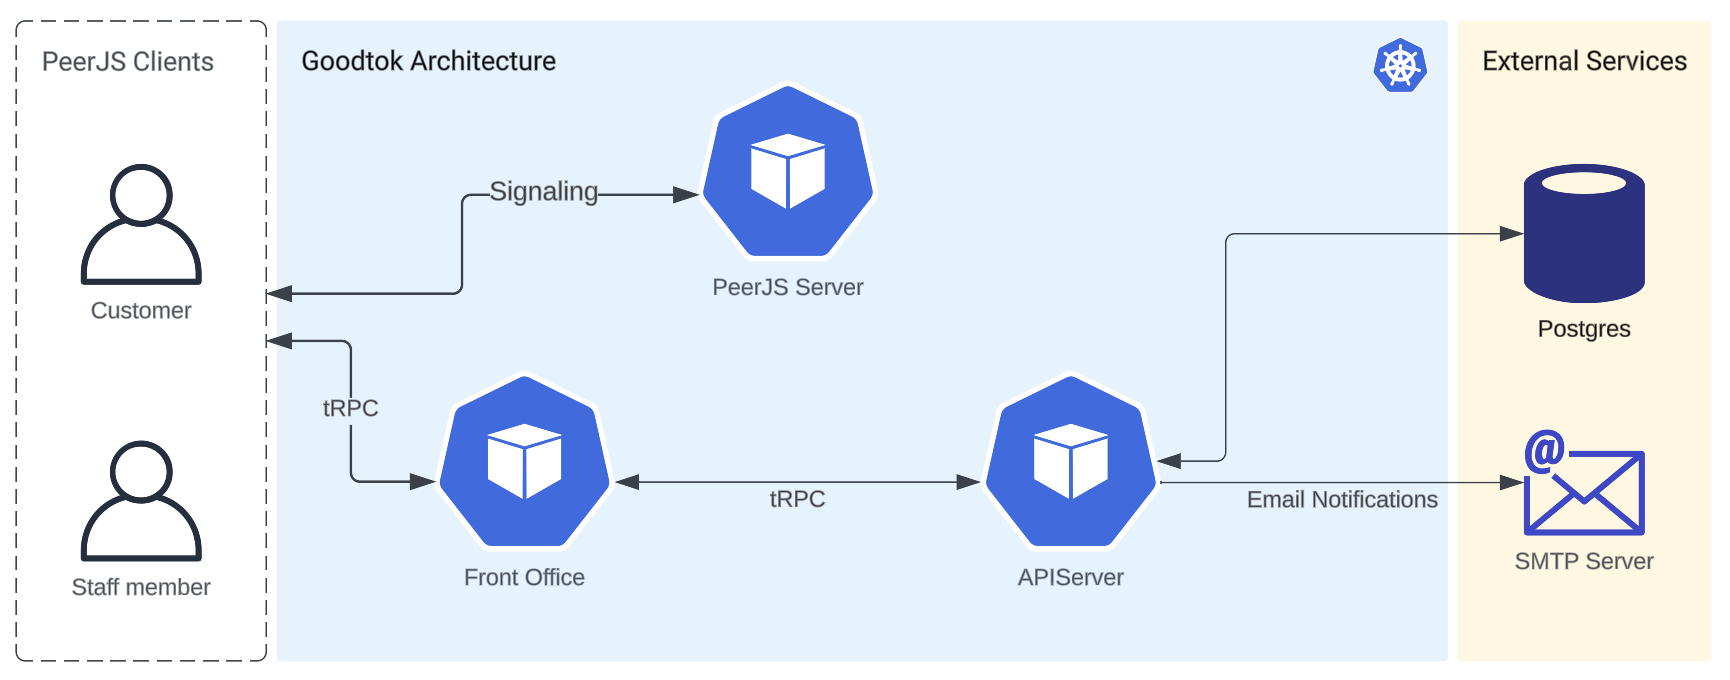 PeerJS Clients
Goodtok Architecture
External Services
Signaling
PeerJS Server
Customer
Postgres
tRPC
tRPC
Email Notifications
@
SMTP Server
Front Office
APIServer
Staff member